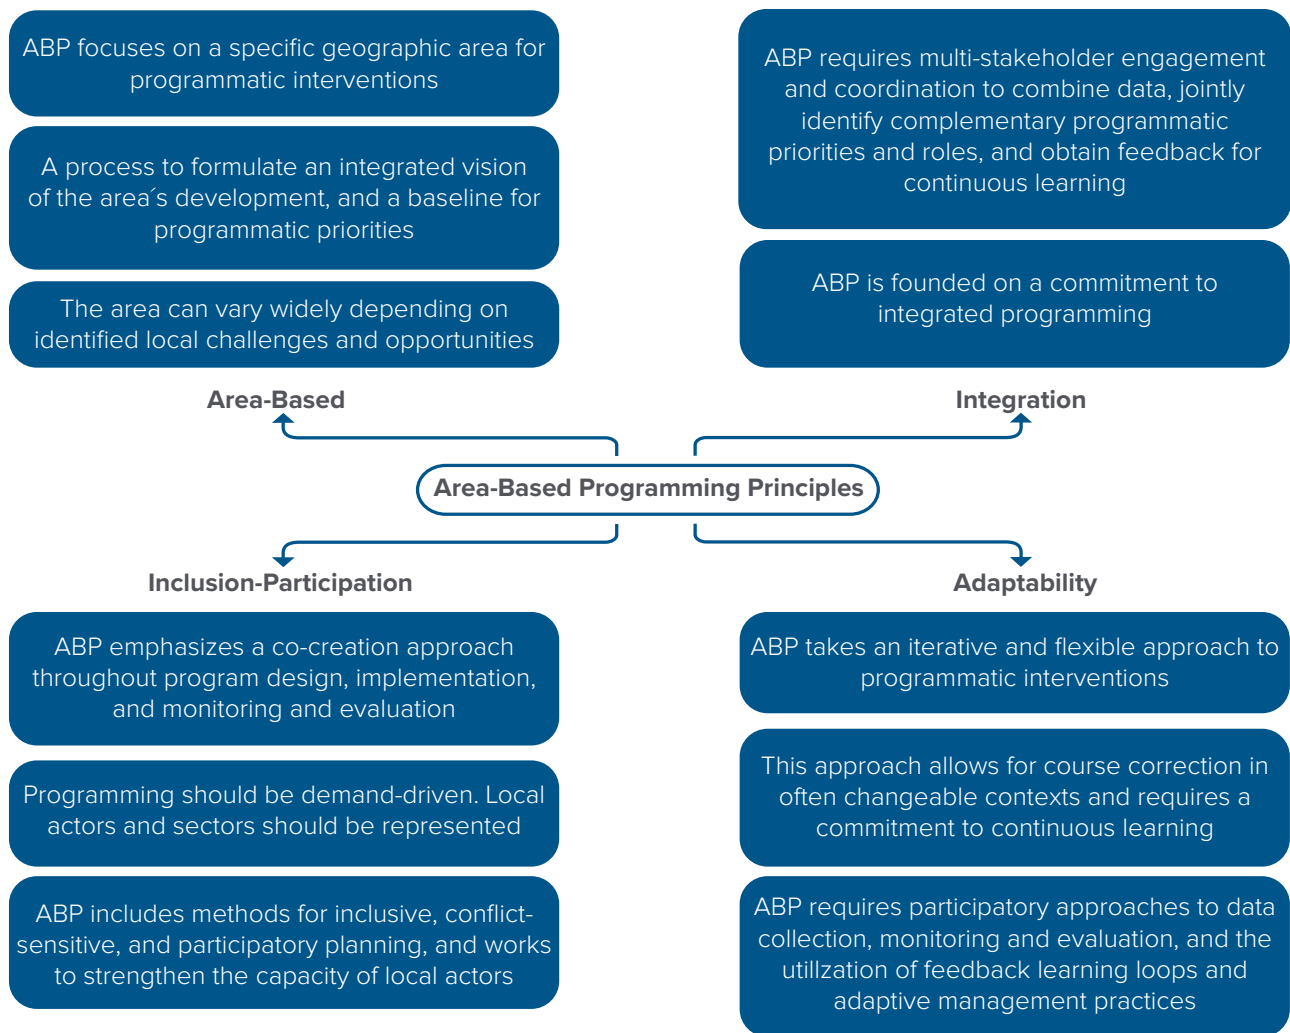 ABP focuses on a specific geographic area for
programmatic interventions
A process to formulate an integrated vision
of the area´s development, and a baseline for
programmatic priorities
The area can vary widely depending on
identified local challenges and opportunities
Area-Based
ABP requires multi-stakeholder engagement
and coordination to combine data, jointly
identify complementary programmatic
priorities and roles, and obtain feedback for
continuous learning
ABP is founded on a commitment to
integrated programming
Integration
Area-Based Programming Principles
Inclusion-Participation
ABP emphasizes a co-creation approach
throughout program design, implementation,
and monitoring and evaluation
Programming should be demand-driven. Local
actors and sectors should be represented
ABP includes methods for inclusive, conflict-
sensitive, and participatory planning, and works
to strengthen the capacity of local actors
Adaptability
ABP takes an iterative and flexible approach to
programmatic interventions
This approach allows for course correction in
often changeable contexts and requires a
commitment to continuous learning
ABP requires participatory approaches to data
collection, monitoring and evaluation, and the
utillzation of feedback learning loops and
adaptive management practices